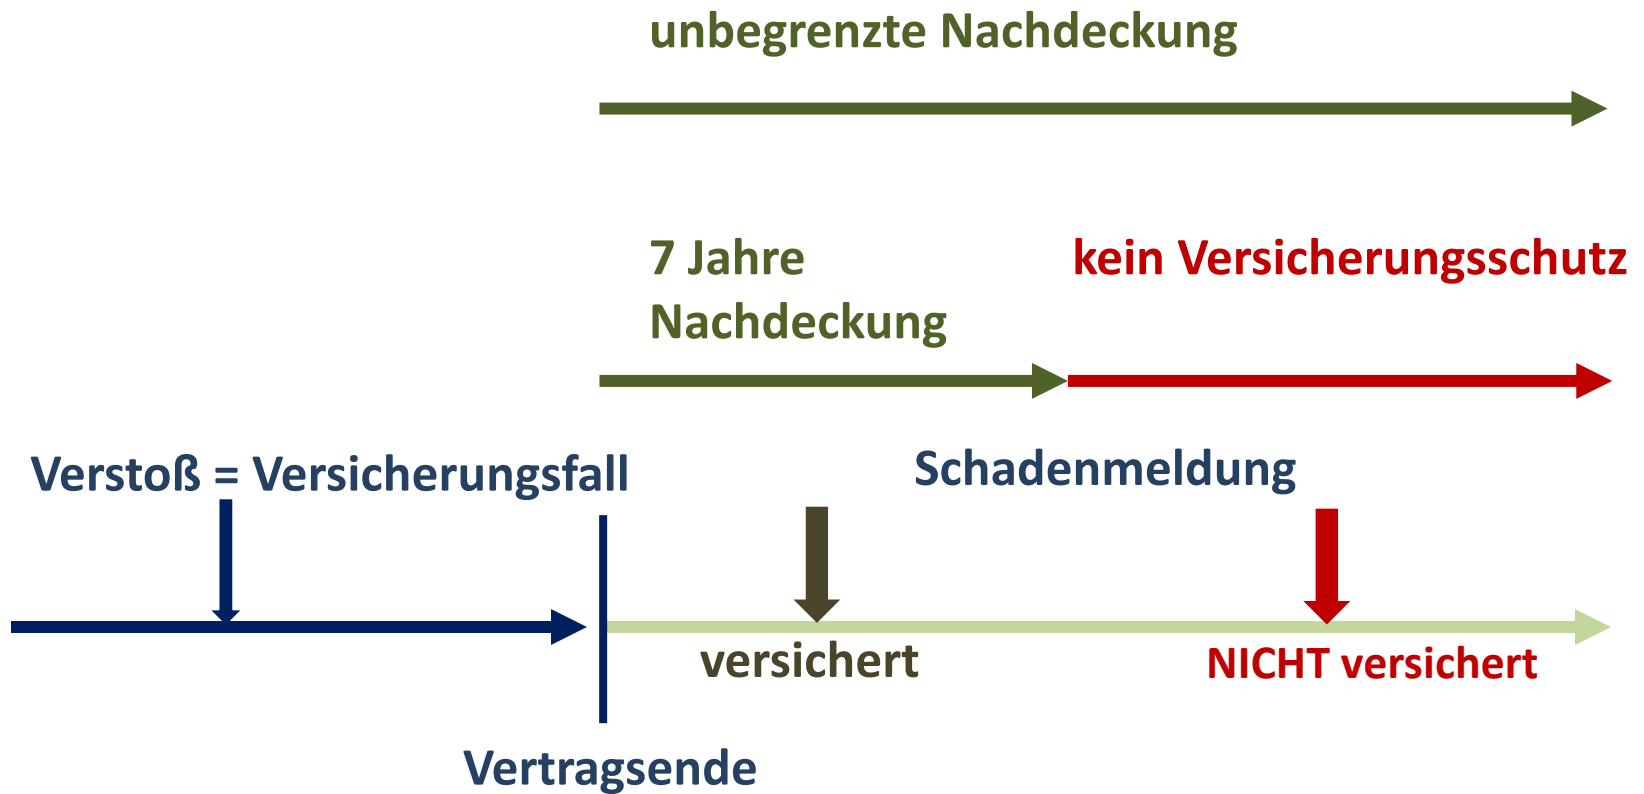 unbegrenzte Nachdeckung
7 Jahre
Nachdeckung
kein Versicherungsschutz
Verstoß = Versicherungsfall
Schadenmeldung
versichert
NICHT versichert
Vertragsende